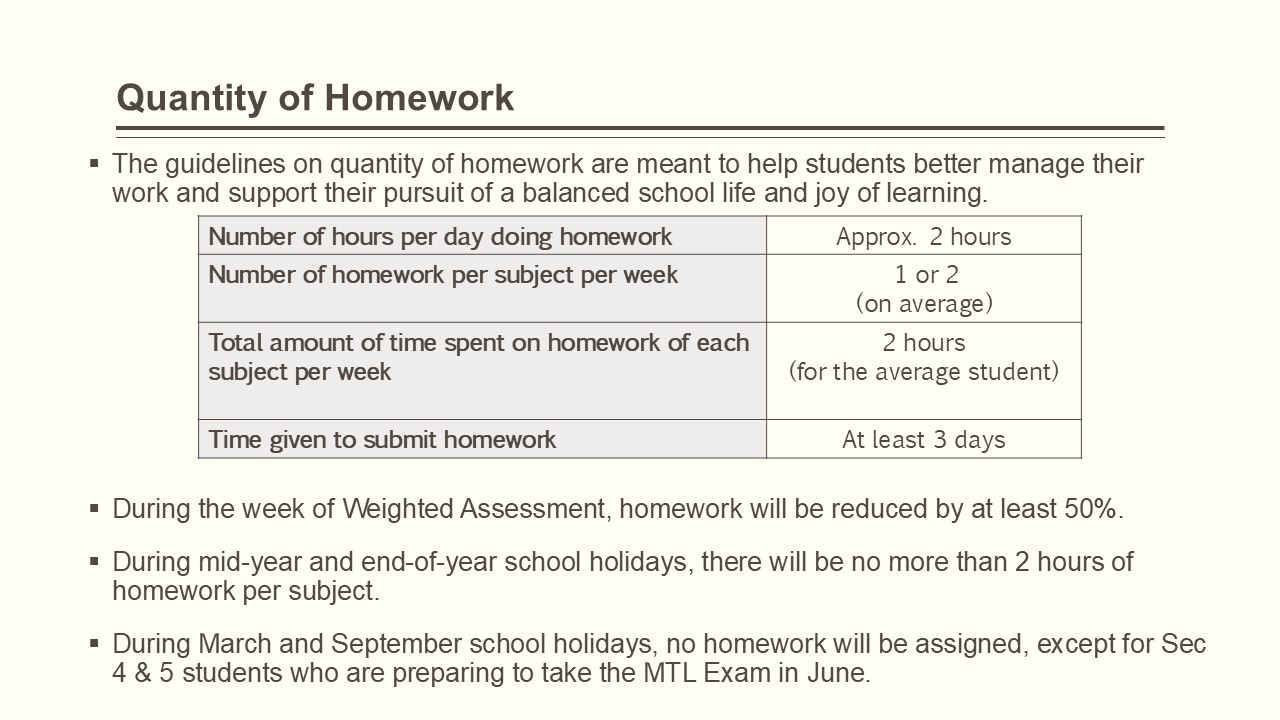 Quantity of Homework
▪ The guidelines on quantity of homework are meant to help students better manage their
work and support their pursuit of a balanced school life and joy of learning.
Number of hours per day doing homework
Approx. 2 hours
Number of homework per subject per week
1 or 2
(on average)
Total amount of time spent on homework of each
subject per week
2 hours
(for the average student)
Time given to submit homework
At least 3 days
▪ During the week of Weighted Assessment, homework will be reduced by at least 50%.
▪ During mid-year and end-of-year school holidays, there will be no more than 2 hours of
homework per subject.
▪ During March and September school holidays, no homework will be assigned, except for Sec
4 & 5 students who are preparing to take the MTL Exam in June.